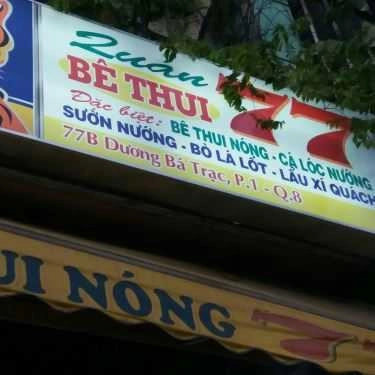 Quán
BÊ THUI 77
Đặc biệt: BÊ THUI NÓNG - CÁ LÓC NƯỚNG
SƯỜN NƯỚNG - BÒ LÁ LỐT - LẨU XÍ QUÁCH
77B Dương Bá Trạc, P.1 - Q.8
UI NÓNG 7